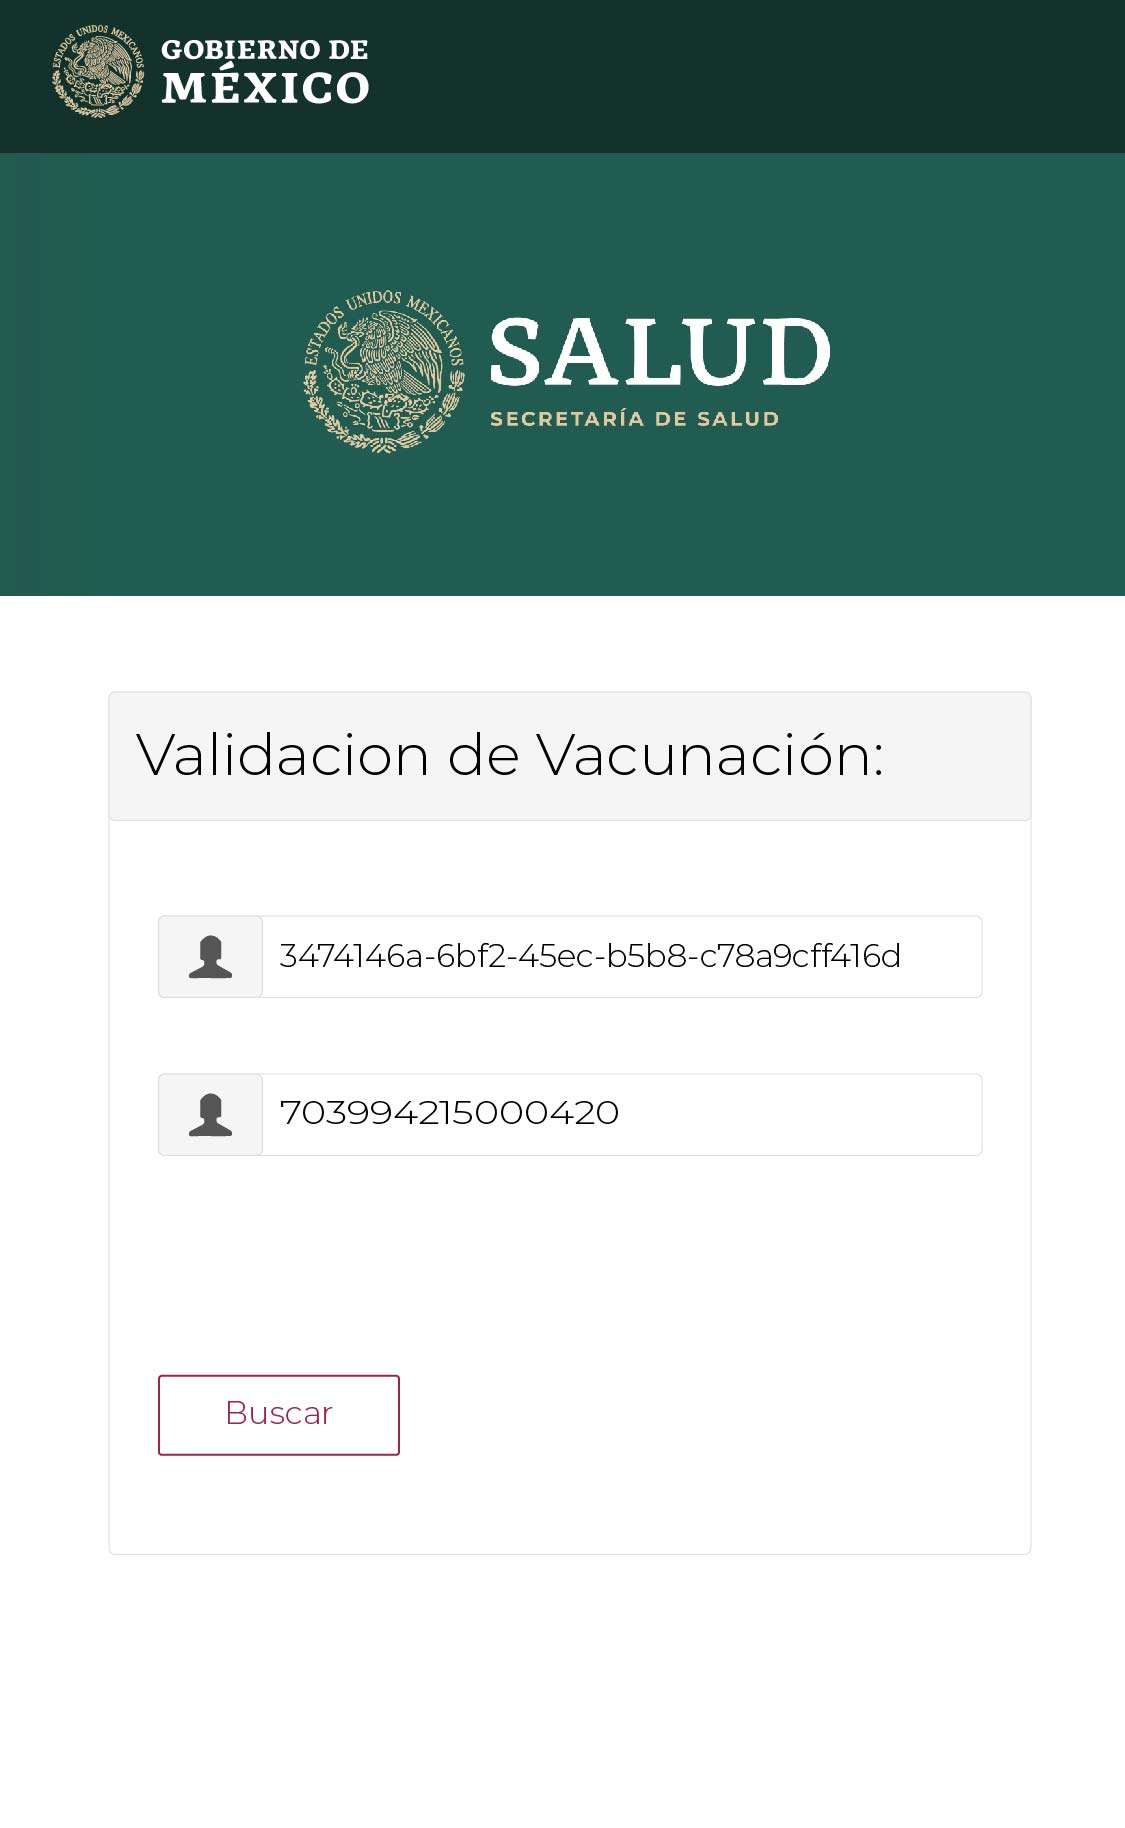 ESTADOS UNIDOS MEXICANOS
GOBIERNO DE
MÉXICO
ESTADOS UNIDOS MEXICANOS
SALUD
SECRETARÍA DE SALUD
Validacion de Vacunación:
3474146a-6bf2-45ec-b5b8-c78a9cff416d
703994215000420
Buscar